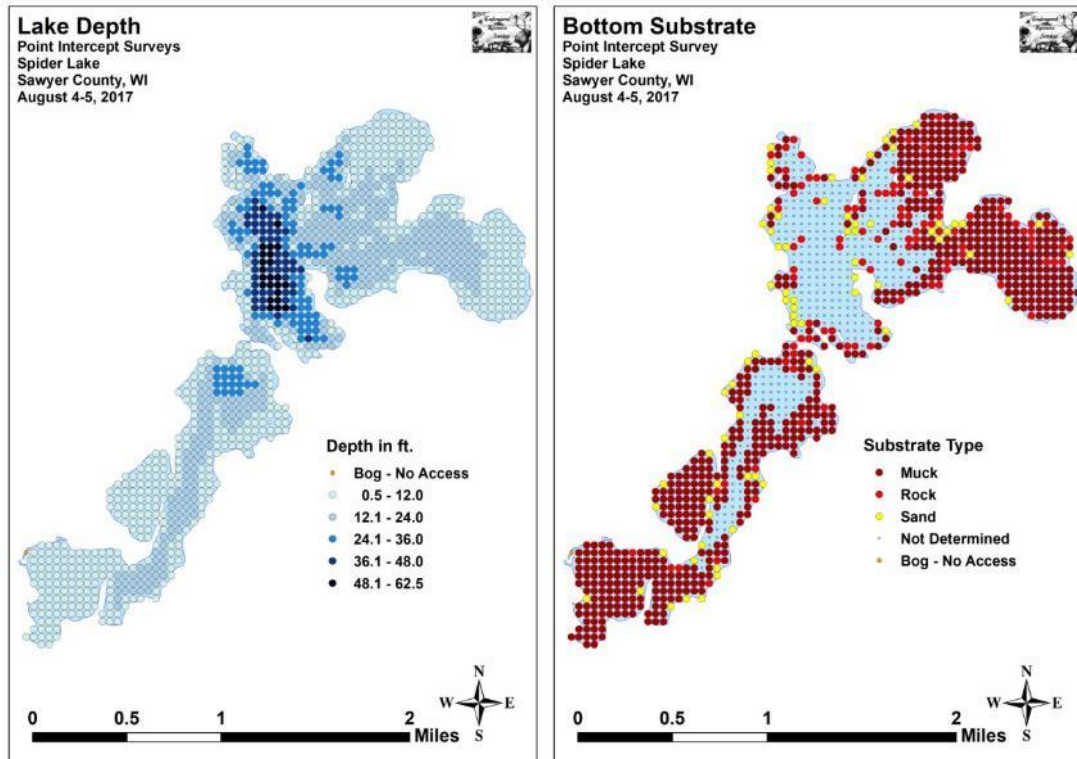 Lake Depth
Point Intercept Surveys
Spider Lake
Sawyer County, WI
August 4-5, 2017
Depth in ft.
Bog - No Access
0.5 - 12.0
12.1 - 24.0
24.1 - 36.0
36.1 - 48.0
48.1 - 62.5
N
W E
S
0 0.5 1 2
Miles
Bottom Substrate
Point Intercept Survey
Spider Lake
Sawyer County, WI
August 4-5, 2017
Substrate Type
Muck
Rock
Sand
Not Determined
Bog - No Access
N
W E
S
0 0.5 1 2
Miles